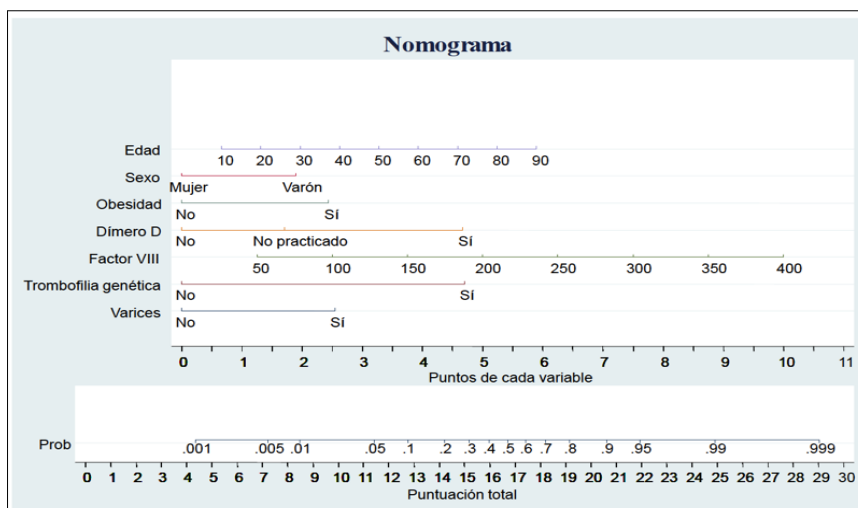 Nomograma
Edad
10 20 30 40 50 60 70 80 90
Sexo
Mujer Varón
Obesidad
No Sí
Dímero D
No No practicado Sí
Factor VIII
50 100 150 200 250 300 350 400
Trombofilia genética
No Sí
Varices
No Sí
0 1 2 3 4 5 6 7 8 9 10 11
Puntos de cada variable
Prob
.001 .005 .01 .05 .1 .2 .3 .4 .5 .6 .7 .8 .9 .95 .99 .999
0 1 2 3 4 5 6 7 8 9 10 11 12 13 14 15 16 17 18 19 20 21 22 23 24 25 26 27 28 29 30
Puntuación total